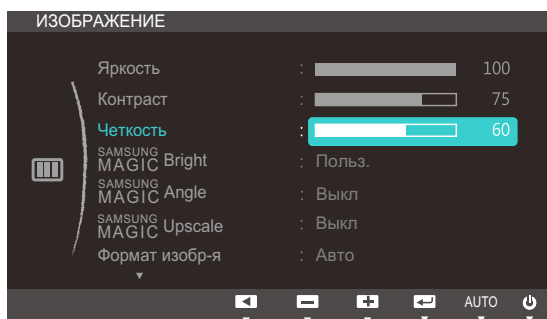 ИЗОБРАЖЕНИЕ
Яркость : 100
Контраст : 75
Четкость : 60
SAMSUNG MAGIC Bright : Польз.
SAMSUNG MAGIC Angle : Выкл
SAMSUNG MAGIC Upscale : Выкл
Формат изобр-я : Авто
AUTO